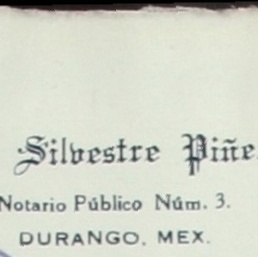 Silvestre Piñe
Notario Público Núm. 3.
DURANGO, MEX.